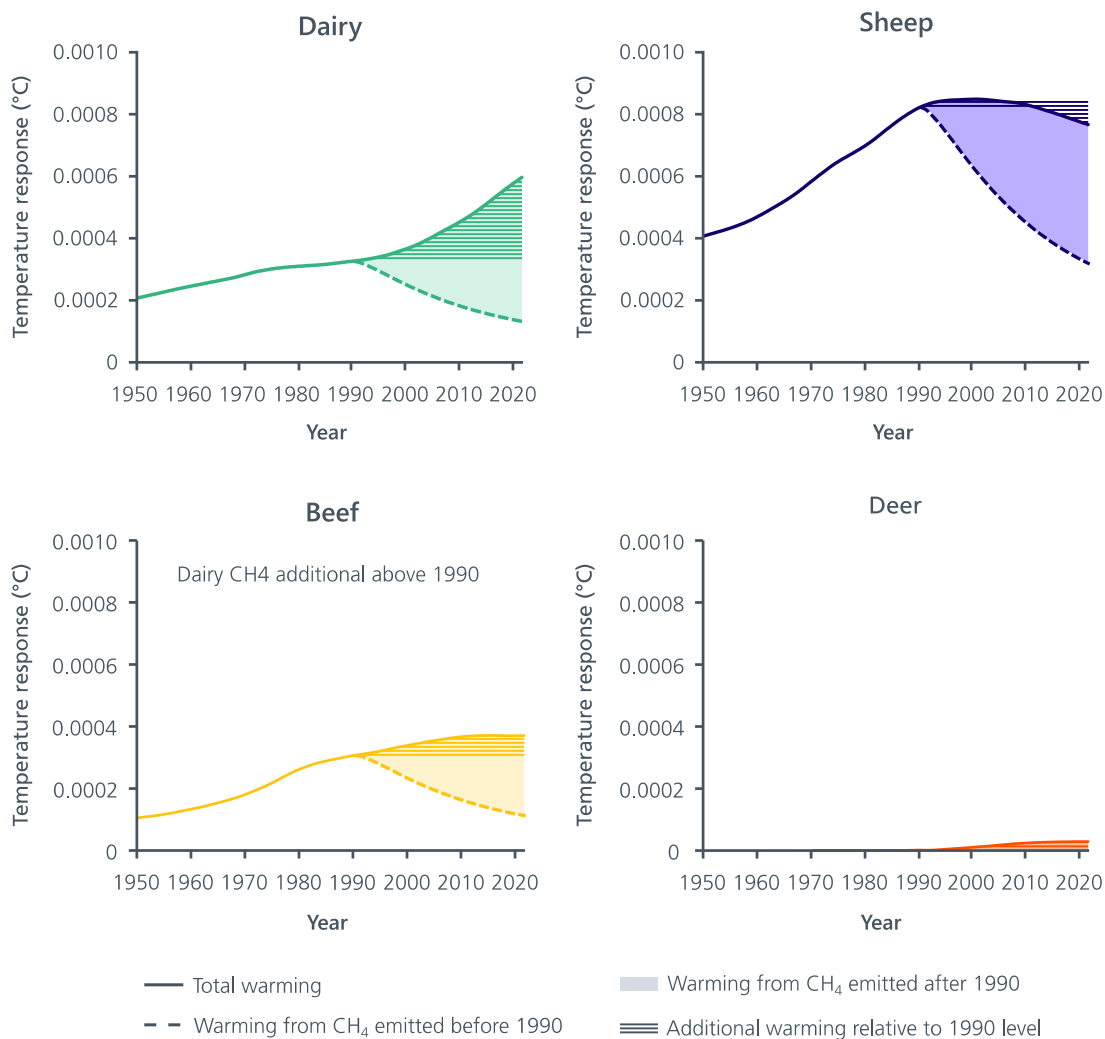 Dairy
Temperature response (°C)
0.0010
0.0008
0.0006
0.0004
0.0002
0
1950 1960 1970 1980 1990 2000 2010 2020
Year
Sheep
Temperature response (°C)
0.0010
0.0008
0.0006
0.0004
0.0002
0
1950 1960 1970 1980 1990 2000 2010 2020
Year
Beef
Dairy CH4 additional above 1990
Temperature response (°C)
0.0010
0.0008
0.0006
0.0004
0.0002
0
1950 1960 1970 1980 1990 2000 2010 2020
Year
Deer
Temperature response (°C)
0.0010
0.0008
0.0006
0.0004
0.0002
0
1950 1960 1970 1980 1990 2000 2010 2020
Year
Total warming
Warming from CH₄ emitted before 1990
Warming from CH₄ emitted after 1990
Additional warming relative to 1990 level